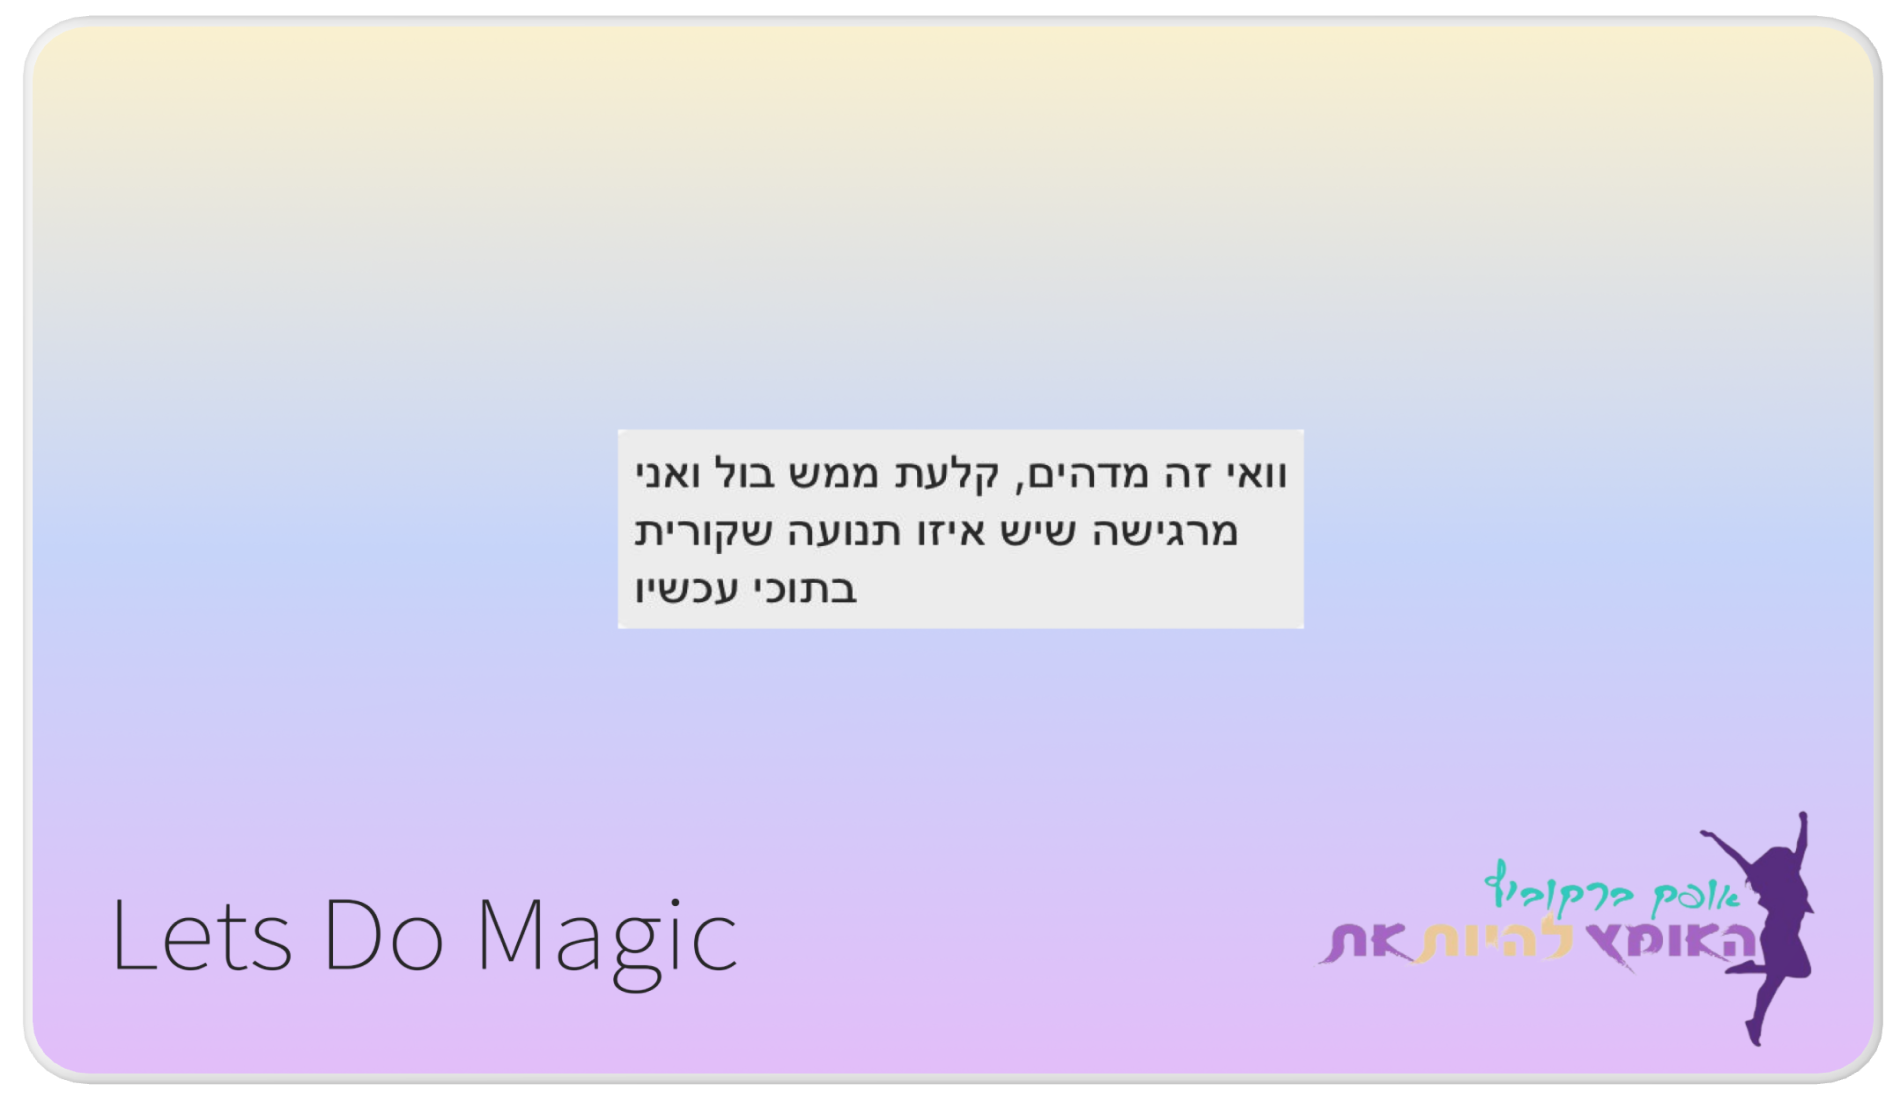 וואי זה מדהים, קלעת ממש בול ואני
מרגישה שיש איזו תנועה שקורית
בתוכי עכשיו
Lets Do Magic
אופק ברקוביץ
האומץ להיות את